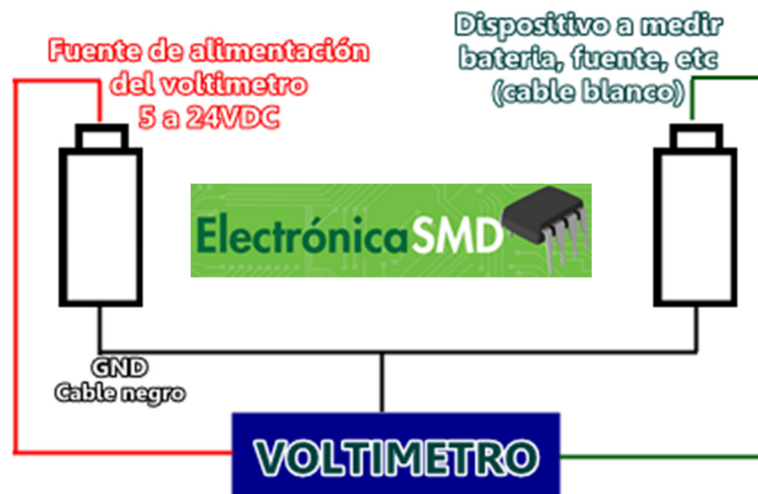 Fuente de alimentación
del voltimetro
5 a 24VDC
Dispositivo a medir
bateria, fuente, etc
(cable blanco)
ElectrónicaSMD
GND
Cable negro
VOLTIMETRO